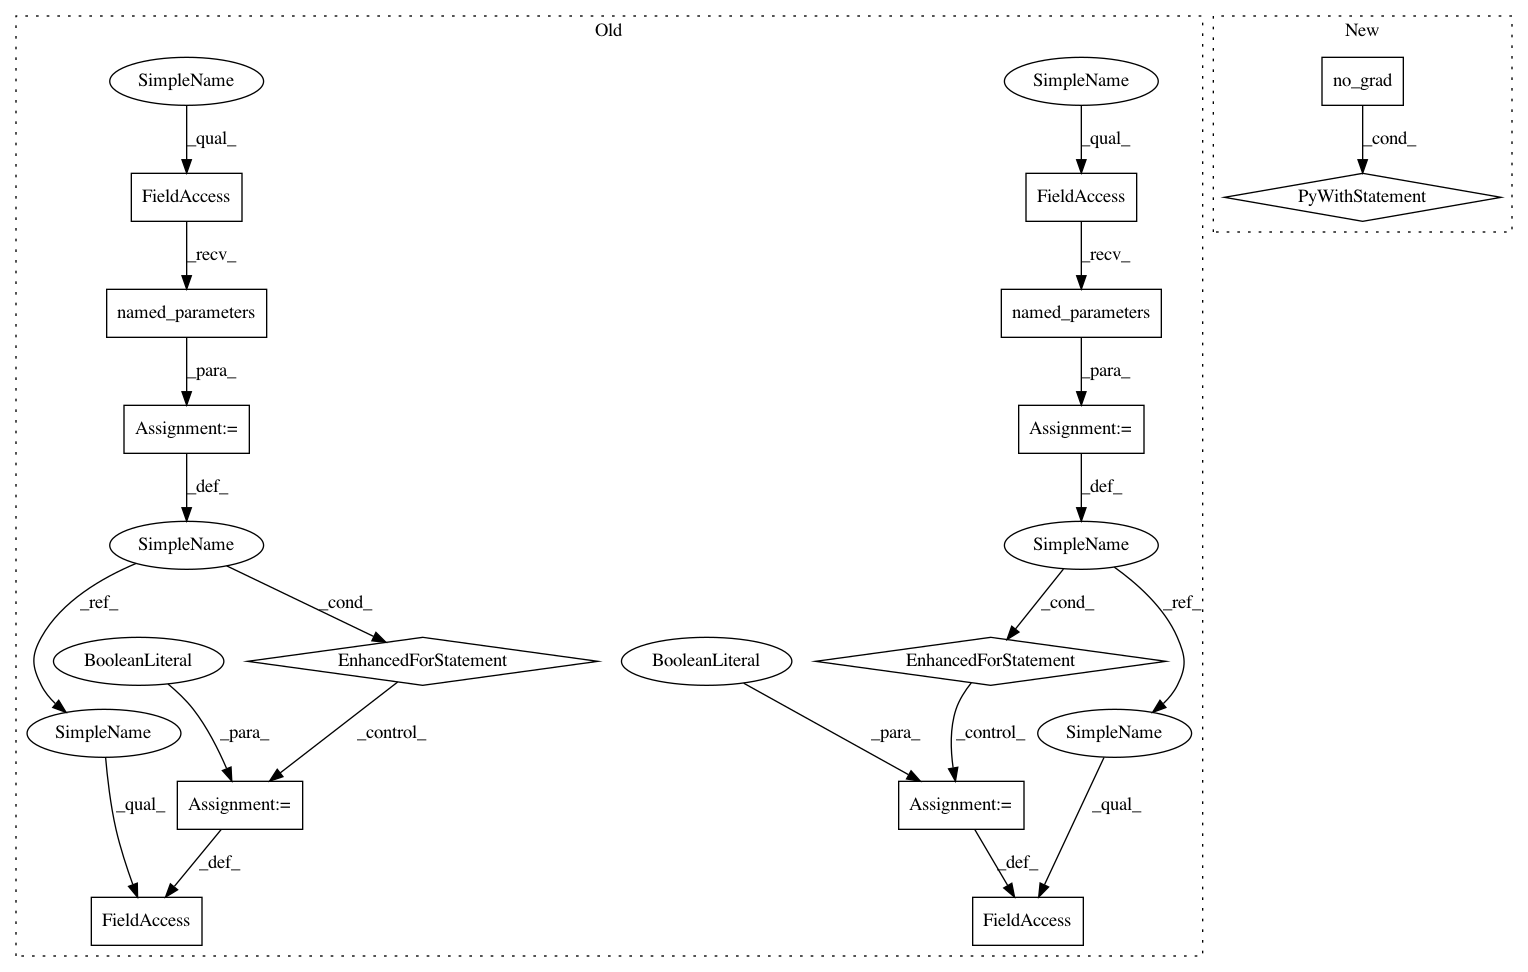 Old
New
SimpleName
SimpleName
no_grad
_qual_
_qual_
_cond_
FieldAccess
FieldAccess
PyWithStatement
_recv_
_recv_
named_parameters
named_parameters
_para_
_para_
Assignment:=
Assignment:=
_def_
_def_
SimpleName
SimpleName
_ref_
_cond_
_cond_
_ref_
BooleanLiteral
EnhancedForStatement
BooleanLiteral
EnhancedForStatement
SimpleName
_para_
_control_
_para_
_control_
SimpleName
_qual_
Assignment:=
Assignment:=
_qual_
_def_
_def_
FieldAccess
FieldAccess